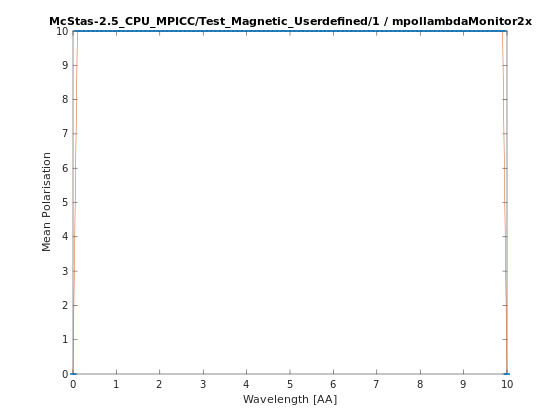 McStas-2.5_CPU_MPICC/Test_Magnetic_Userdefined/1 / mpollambdaMonitor2x
10
9
8
7
6
5
4
3
2
1
0
Mean Polarisation
0 1 2 3 4 5 6 7 8 9 10
Wavelength [AA]